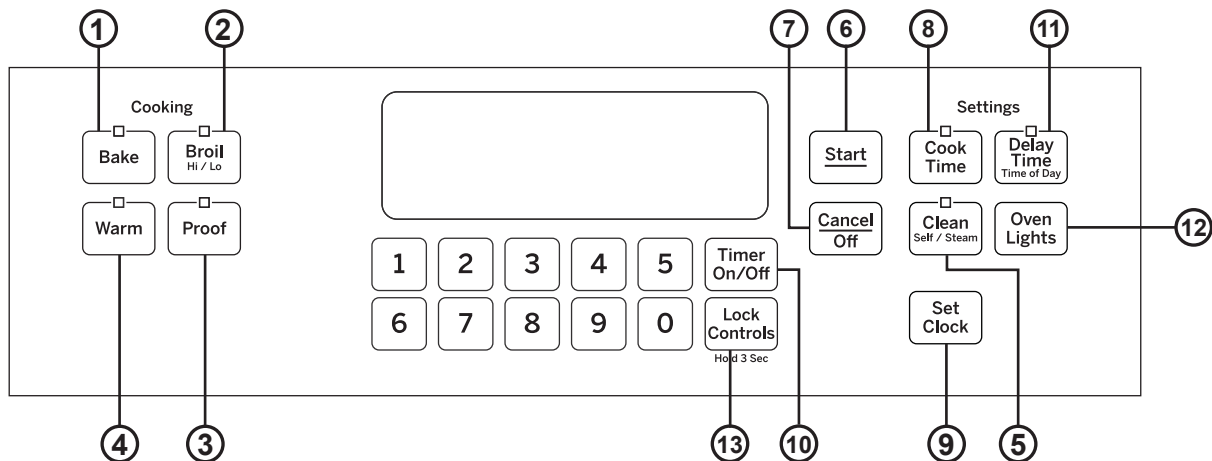 1
2
7
6
8
11
Cooking
Settings
Bake
Broil
Hi / Lo
Start
Cook
Time
Delay
Time
Time of Day
Warm
Proof
Cancel
Off
Clean
Self / Steam
Oven
Lights
12
1 2 3 4 5
Timer
On/Off
6 7 8 9 0
Lock
Controls
Hold 3 Sec
Set
Clock
4
3
13
10
9
5